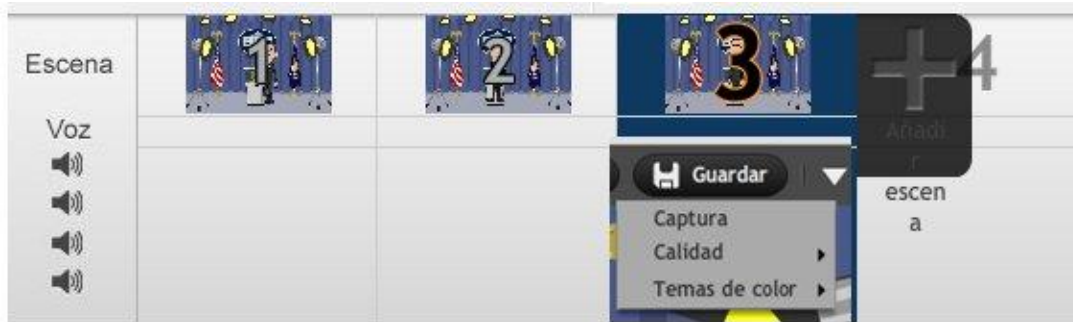 Escena
1
2
3
4
Añadi
r
escen
a
Voz
Guardar
Captura
Calidad
Temas de color